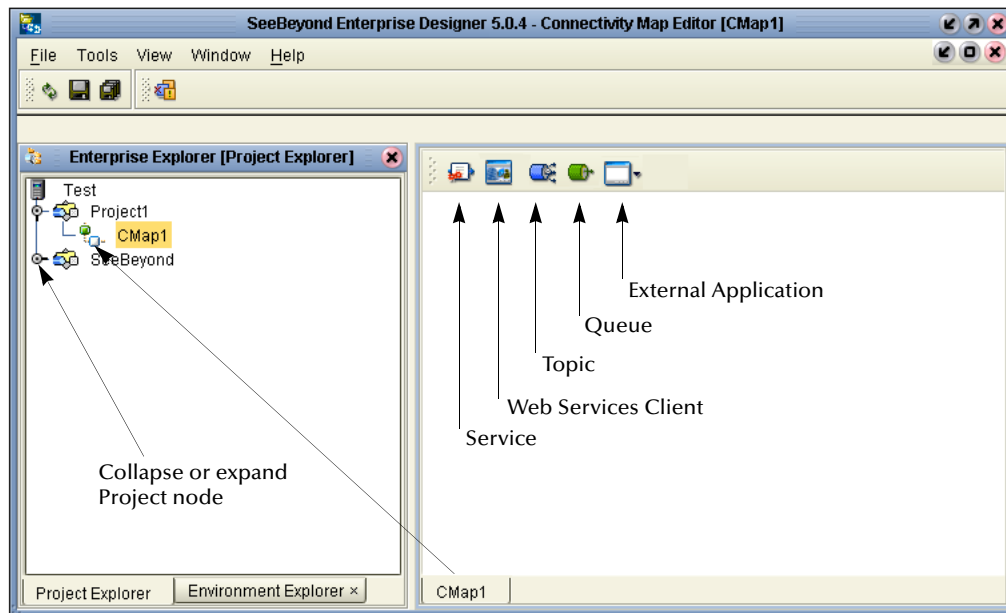 SeeBeyond Enterprise Designer 5.0.4 - Connectivity Map Editor [CMap1]
File Tools View Window Help
Enterprise Explorer [Project Explorer]
Test
Project1
CMap1
SeeBeyond
External Application
Queue
Topic
Web Services Client
Service
Collapse or expand
Project node
Project Explorer
Environment Explorer ×
CMap1